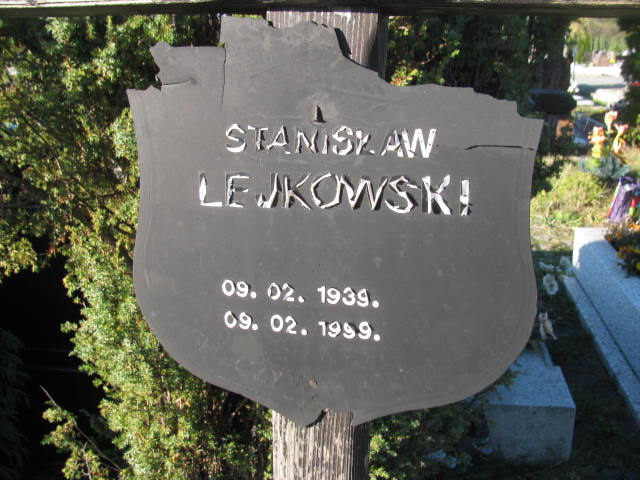 STANISŁAW
LEJKOWSKI
09. 02. 1939.
09. 02. 1999.